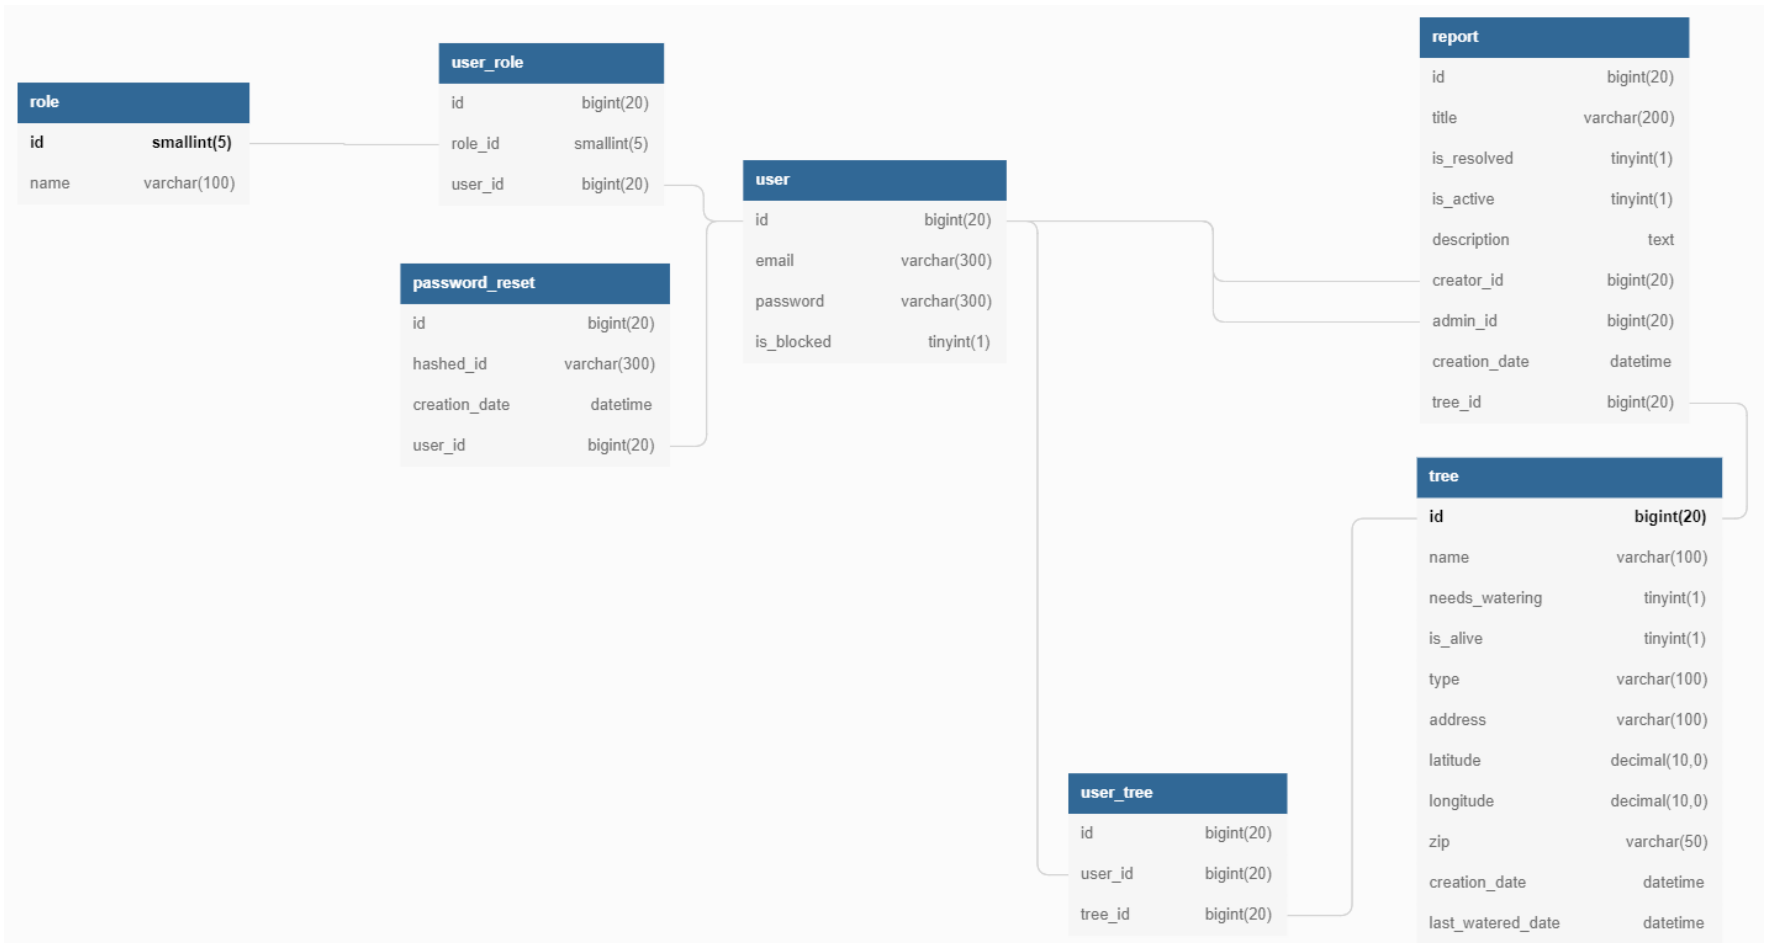 role
id smallint(5)
name varchar(100)
user_role
id bigint(20)
role_id smallint(5)
user_id bigint(20)
password_reset
id bigint(20)
hashed_id varchar(300)
creation_date datetime
user_id bigint(20)
user
id bigint(20)
email varchar(300)
password varchar(300)
is_blocked tinyint(1)
report
id bigint(20)
title varchar(200)
is_resolved tinyint(1)
is_active tinyint(1)
description text
creator_id bigint(20)
admin_id bigint(20)
creation_date datetime
tree_id bigint(20)
tree
id bigint(20)
name varchar(100)
needs_watering tinyint(1)
is_alive tinyint(1)
type varchar(100)
address varchar(100)
latitude decimal(10,0)
longitude decimal(10,0)
zip varchar(50)
creation_date datetime
last_watered_date datetime
user_tree
id bigint(20)
user_id bigint(20)
tree_id bigint(20)